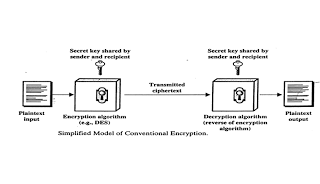 Secret key shared by
sender and recipient
Secret key shared by
sender and recipient
Transmitted
ciphertext
Plaintext
input
Encryption algorithm
(e.g., DES)
Decryption algorithm
(reverse of encryption
algorithm)
Plaintext
output
Simplified Model of Conventional Encryption.